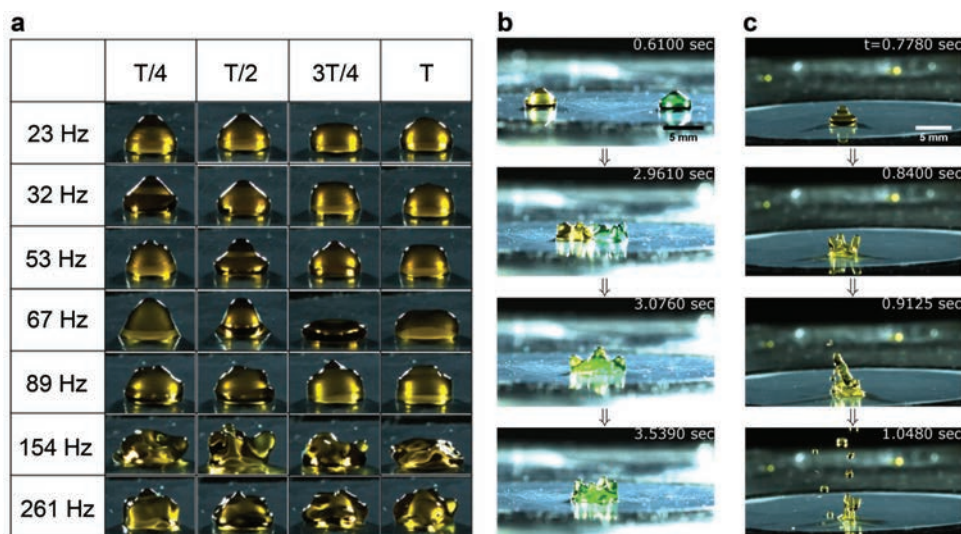 a
T/4 T/2 3T/4 T
23 Hz
32 Hz
53 Hz
67 Hz
89 Hz
154 Hz
261 Hz
b
0.6100 sec
5 mm
⇓
2.9610 sec
⇓
3.0760 sec
⇓
3.5390 sec
c
t=0.7780 sec
5 mm
⇓
0.8400 sec
⇓
0.9125 sec
⇓
1.0480 sec